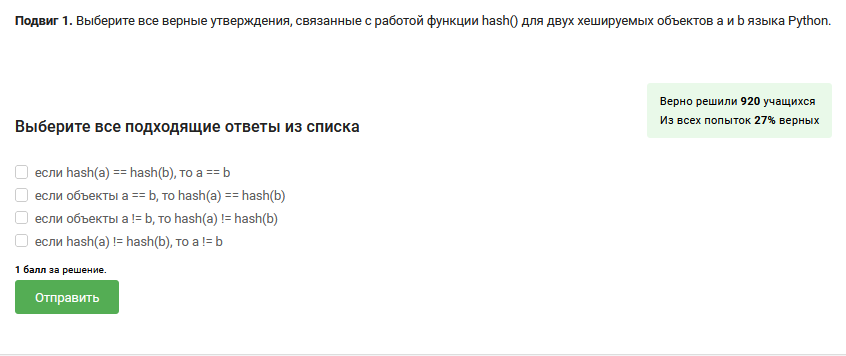 Подвиг 1. Выберите все верные утверждения, связанные с работой функции hash() для двух хешируемых объектов a и b языка Python.
Верно решили 920 учащихся
Из всех попыток 27% верных
Выберите все подходящие ответы из списка
если hash(a) == hash(b), то a == b
если объекты a == b, то hash(a) == hash(b)
если объекты a != b, то hash(a) != hash(b)
если hash(a) != hash(b), то a != b
1 балл за решение.
Отправить